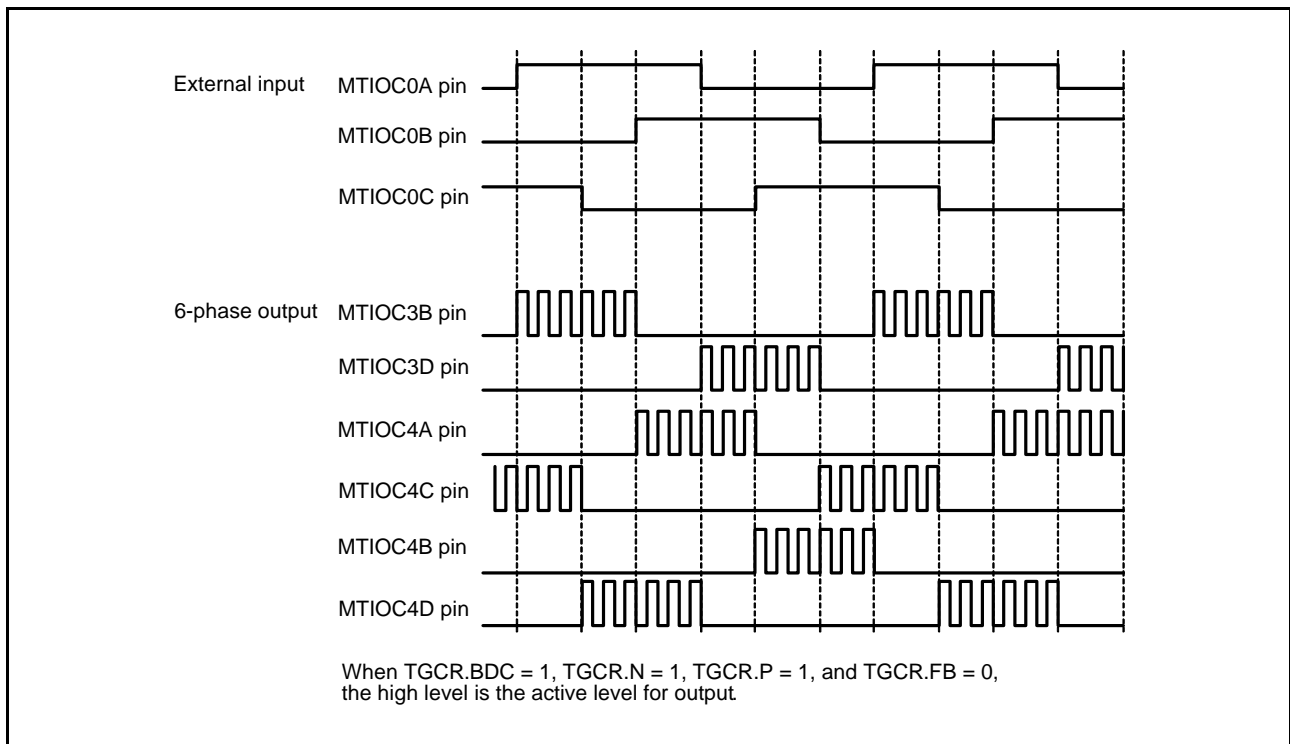 External input MTIOC0A pin
MTIOC0B pin
MTIOC0C pin
6-phase output MTIOC3B pin
MTIOC3D pin
MTIOC4A pin
MTIOC4C pin
MTIOC4B pin
MTIOC4D pin
When TGCR.BDC = 1, TGCR.N = 1, TGCR.P = 1, and TGCR.FB = 0,
the high level is the active level for output.